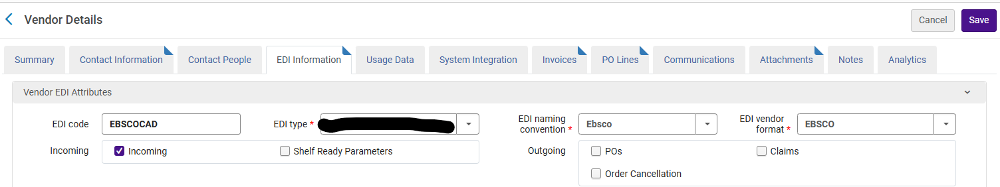 Vendor Details
Cancel
Save
Summary
Contact Information
Contact People
EDI Information
Usage Data
System Integration
Invoices
PO Lines
Communications
Attachments
Notes
Analytics
Vendor EDI Attributes
EDI code
EBSCOCAD
EDI type *
EDI naming
convention *
Ebsco
EDI vendor
format *
EBSCO
Incoming
Incoming
Shelf Ready Parameters
Outgoing
POs
Claims
Order Cancellation